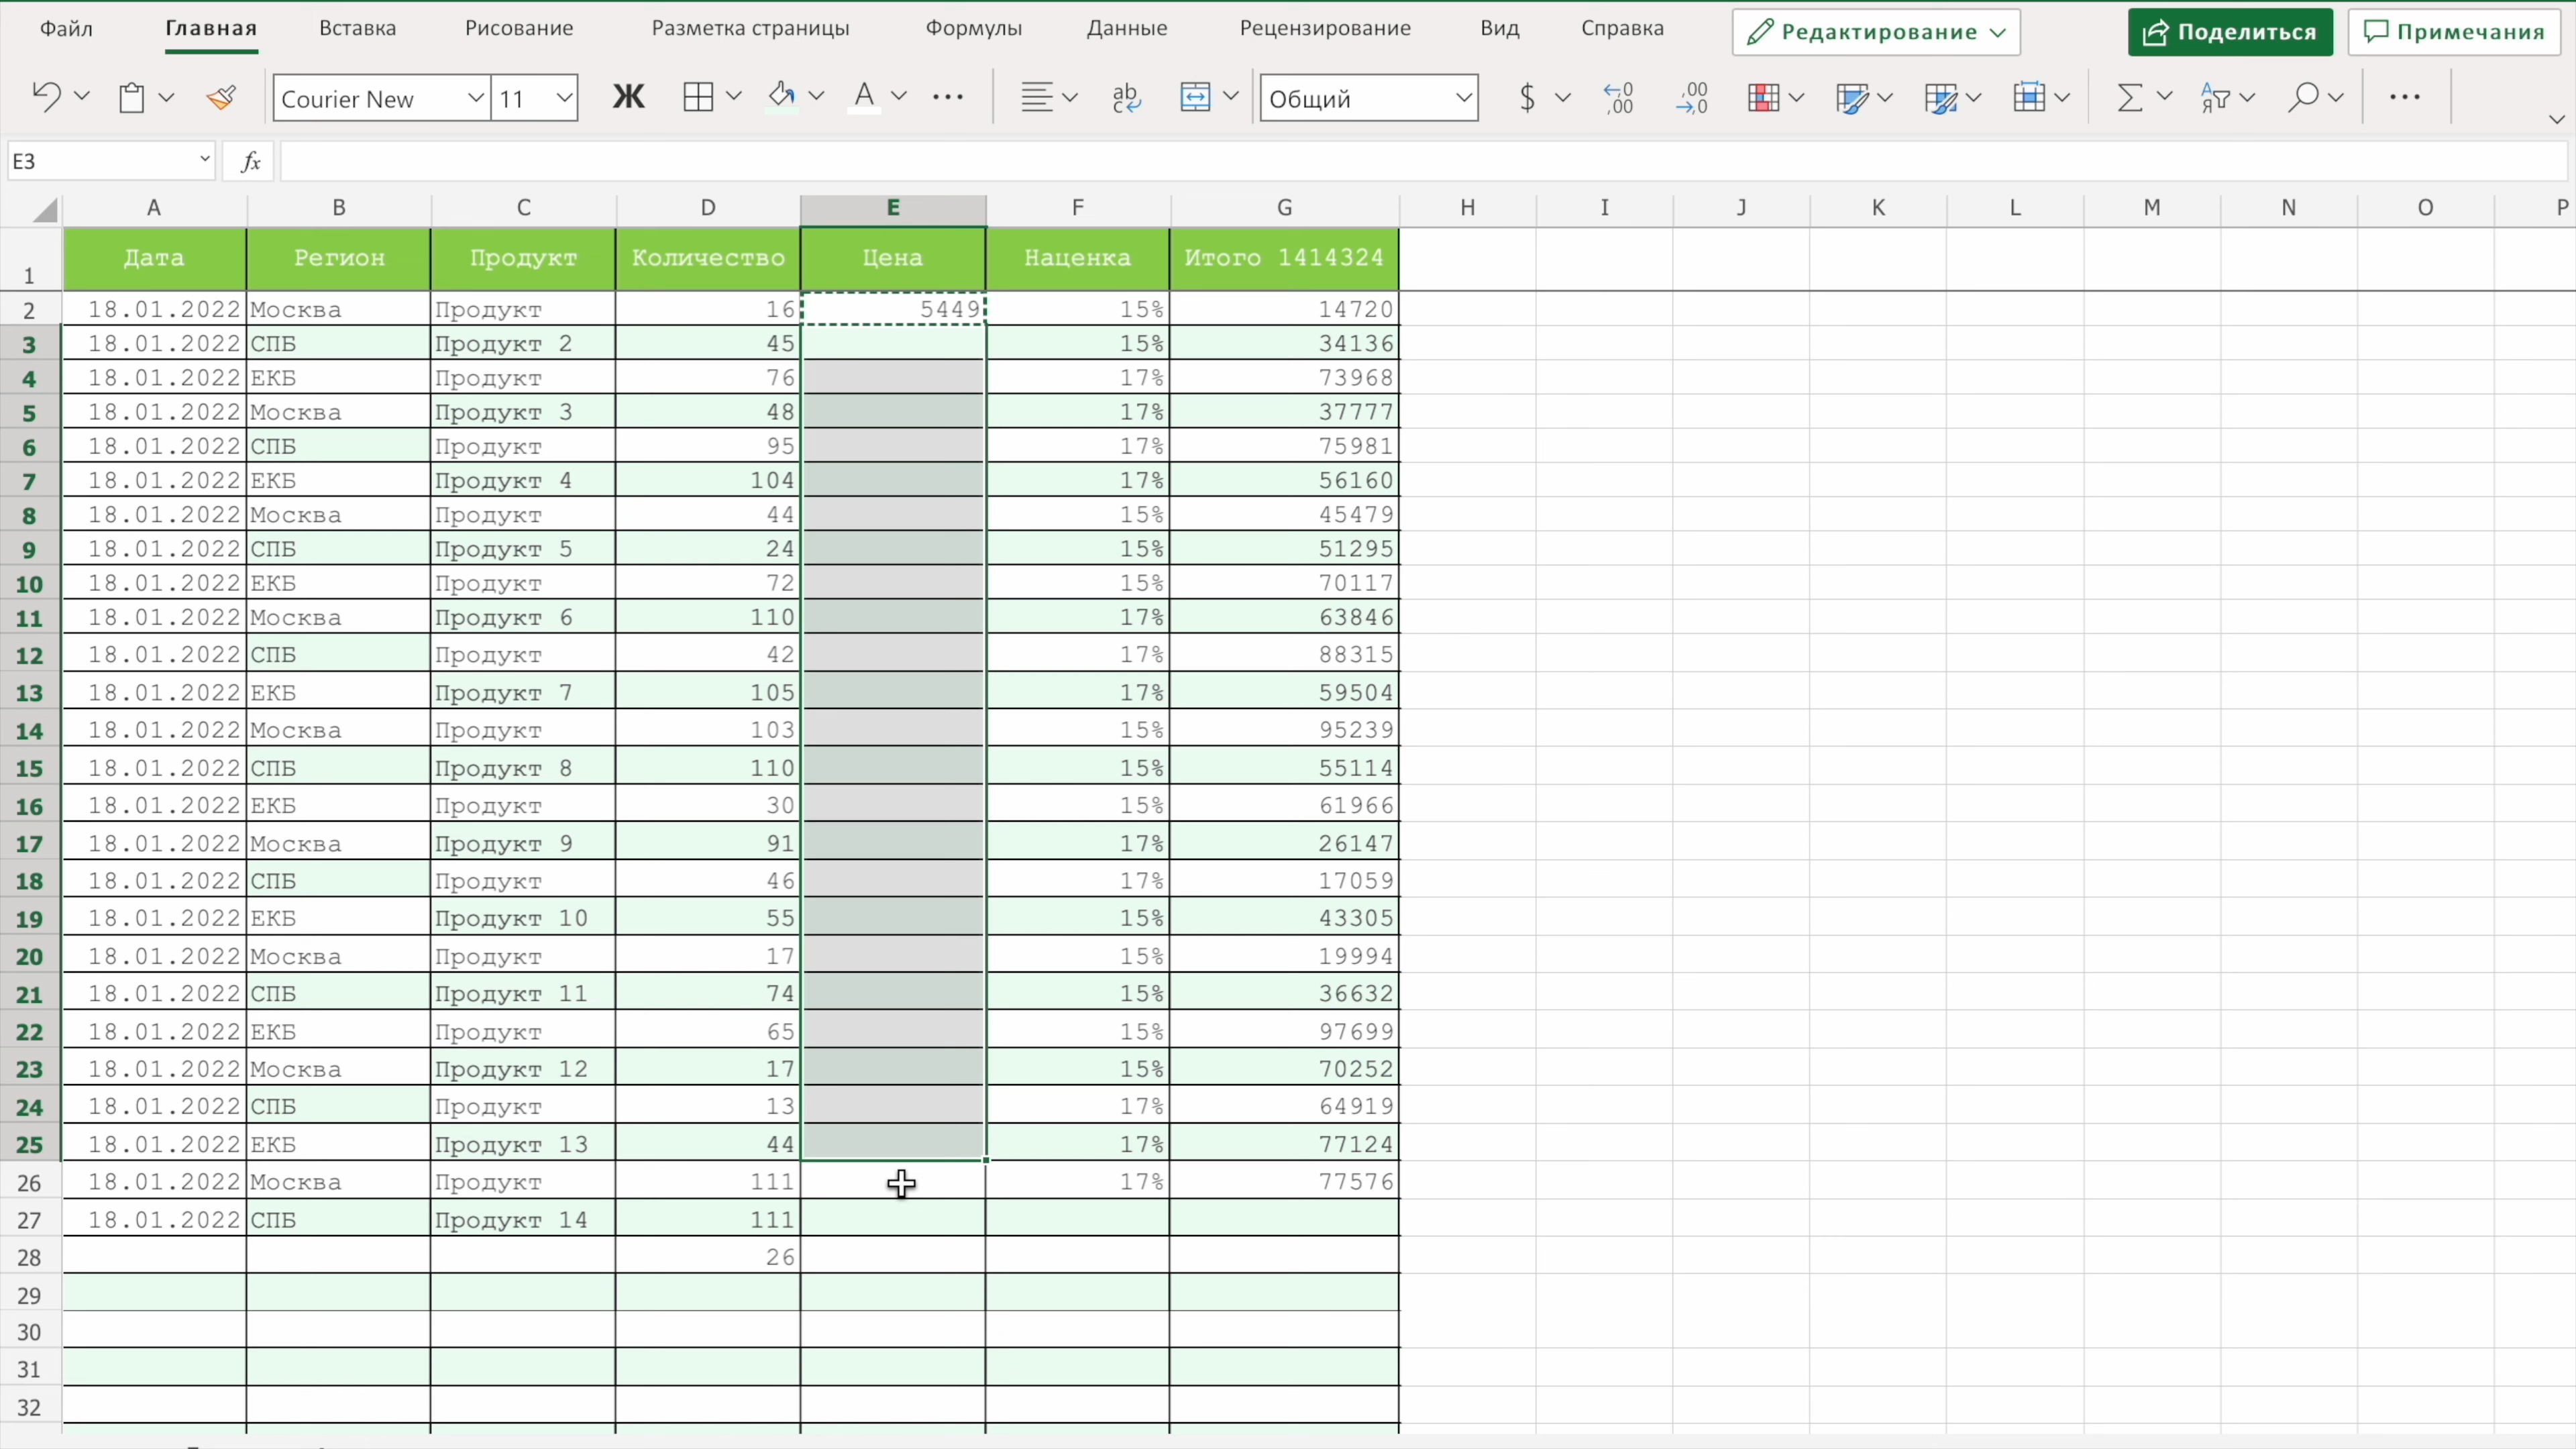 Файл Главная Вставка Рисование Разметка страницы Формулы Данные Рецензирование Вид Справка Редактирование Поделиться Примечания
Courier New 11 Ж A ab c Общий $ ←0 ,00 ,00 →,0 Σ А Я
E3 fx
A B C D E F G H I J K L M N O P
1 Дата Регион Продукт Количество Цена Наценка Итого 1414324
2 18.01.2022 Москва Продукт 16 5449 15% 14720
3 18.01.2022 СПБ Продукт 2 45 15% 34136
4 18.01.2022 ЕКБ Продукт 76 17% 73968
5 18.01.2022 Москва Продукт 3 48 17% 37777
6 18.01.2022 СПБ Продукт 95 17% 75981
7 18.01.2022 ЕКБ Продукт 4 104 17% 56160
8 18.01.2022 Москва Продукт 44 15% 45479
9 18.01.2022 СПБ Продукт 5 24 15% 51295
10 18.01.2022 ЕКБ Продукт 72 15% 70117
11 18.01.2022 Москва Продукт 6 110 17% 63846
12 18.01.2022 СПБ Продукт 42 17% 88315
13 18.01.2022 ЕКБ Продукт 7 105 17% 59504
14 18.01.2022 Москва Продукт 103 15% 95239
15 18.01.2022 СПБ Продукт 8 110 15% 55114
16 18.01.2022 ЕКБ Продукт 30 15% 61966
17 18.01.2022 Москва Продукт 9 91 17% 26147
18 18.01.2022 СПБ Продукт 46 17% 17059
19 18.01.2022 ЕКБ Продукт 10 55 15% 43305
20 18.01.2022 Москва Продукт 17 15% 19994
21 18.01.2022 СПБ Продукт 11 74 15% 36632
22 18.01.2022 ЕКБ Продукт 65 15% 97699
23 18.01.2022 Москва Продукт 12 17 15% 70252
24 18.01.2022 СПБ Продукт 13 17% 64919
25 18.01.2022 ЕКБ Продукт 13 44 17% 77124
26 18.01.2022 Москва Продукт 111 17% 77576
27 18.01.2022 СПБ Продукт 14 111
28 26
29
30
31
32